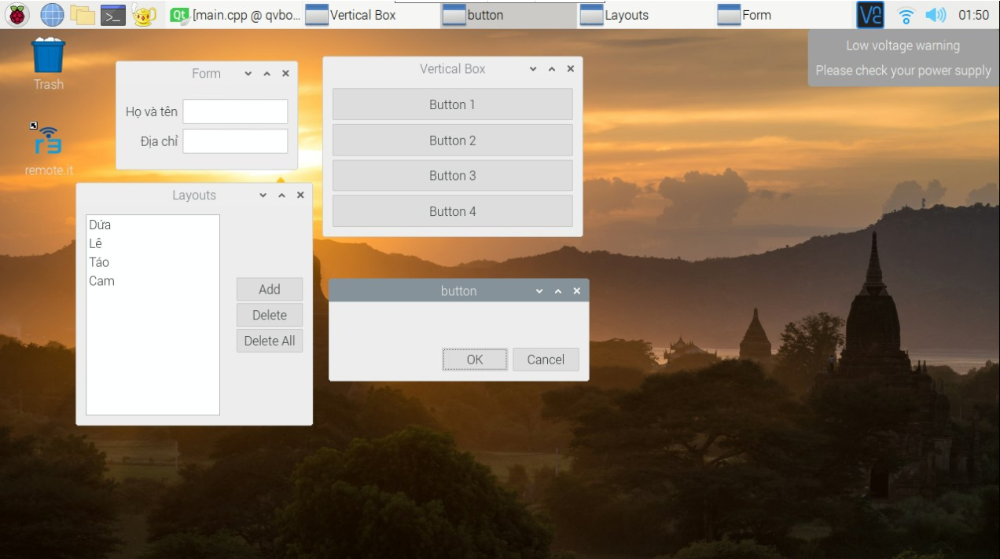 [main.cpp @ qvbo...
Vertical Box
button
Layouts
Form
01:50
Low voltage warning
Please check your power supply
Trash
remote.it
Form
Họ và tên
Địa chỉ
Vertical Box
Button 1
Button 2
Button 3
Button 4
Layouts
Dứa
Lê
Táo
Cam
Add
Delete
Delete All
button
OK
Cancel